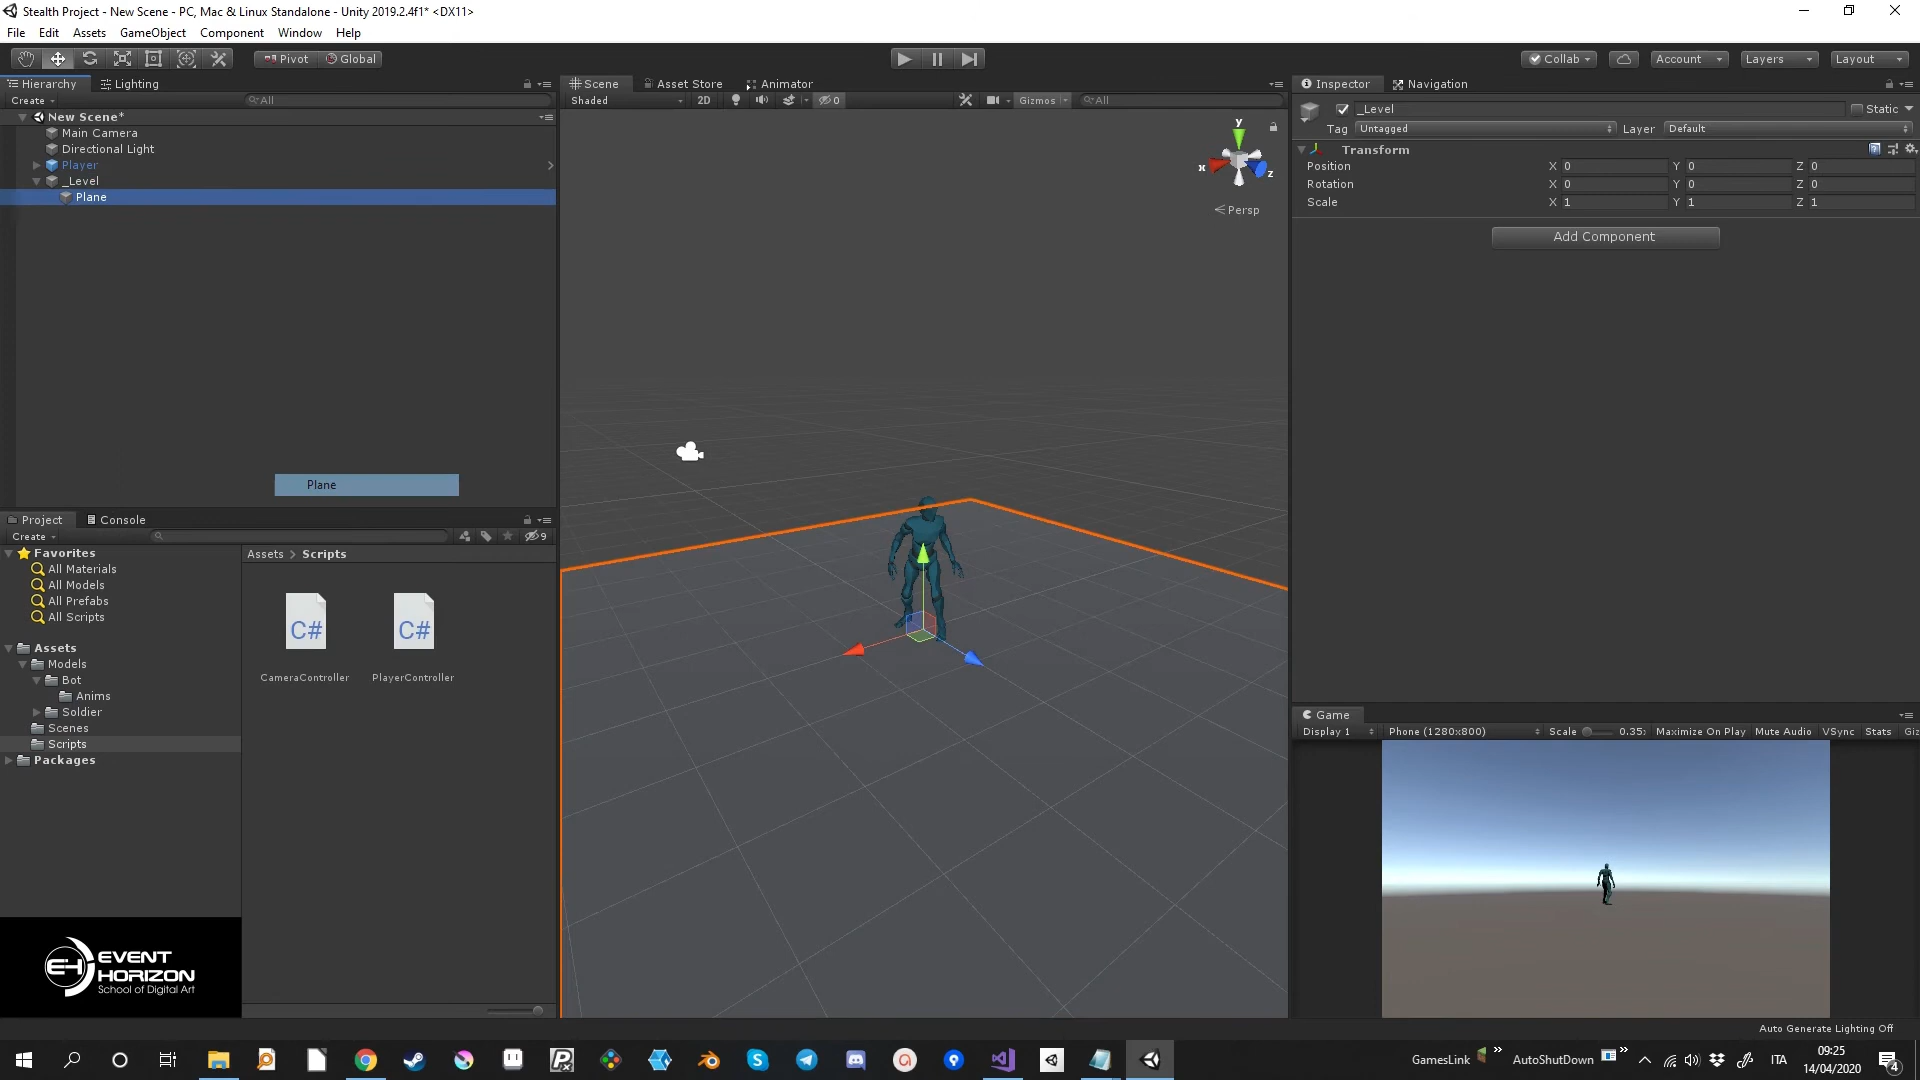 Stealth Project - New Scene - PC, Mac & Linux Standalone - Unity 2019.2.4f1* <DX11>
File Edit Assets GameObject Component Window Help
Pivot Global
Collab Account Layers Layout
Hierarchy Lighting
Create All
New Scene*
Main Camera
Directional Light
Player
_Level
Plane
Plane
Scene Asset Store Animator
Shaded 2D 0 Gizmos All
y
x
z
Persp
Inspector Navigation
_Level Static
Tag Untagged Layer Default
Transform
Position X 0 Y 0 Z 0
Rotation X 0 Y 0 Z 0
Scale X 1 Y 1 Z 1
Add Component
Project Console
Create 9
Favorites
All Materials
All Models
All Prefabs
All Scripts
Assets
Models
Bot
Anims
Soldier
Scenes
Scripts
Packages
Assets > Scripts
C# C#
CameraController PlayerController
EH EVENT HORIZON
School of Digital Art
Game
Display 1 Phone (1280x800) Scale 0.35: Maximize On Play Mute Audio VSync Stats Giz
Auto Generate Lighting Off
GamesLink AutoShutDown ITA 09:25
14/04/2020
4